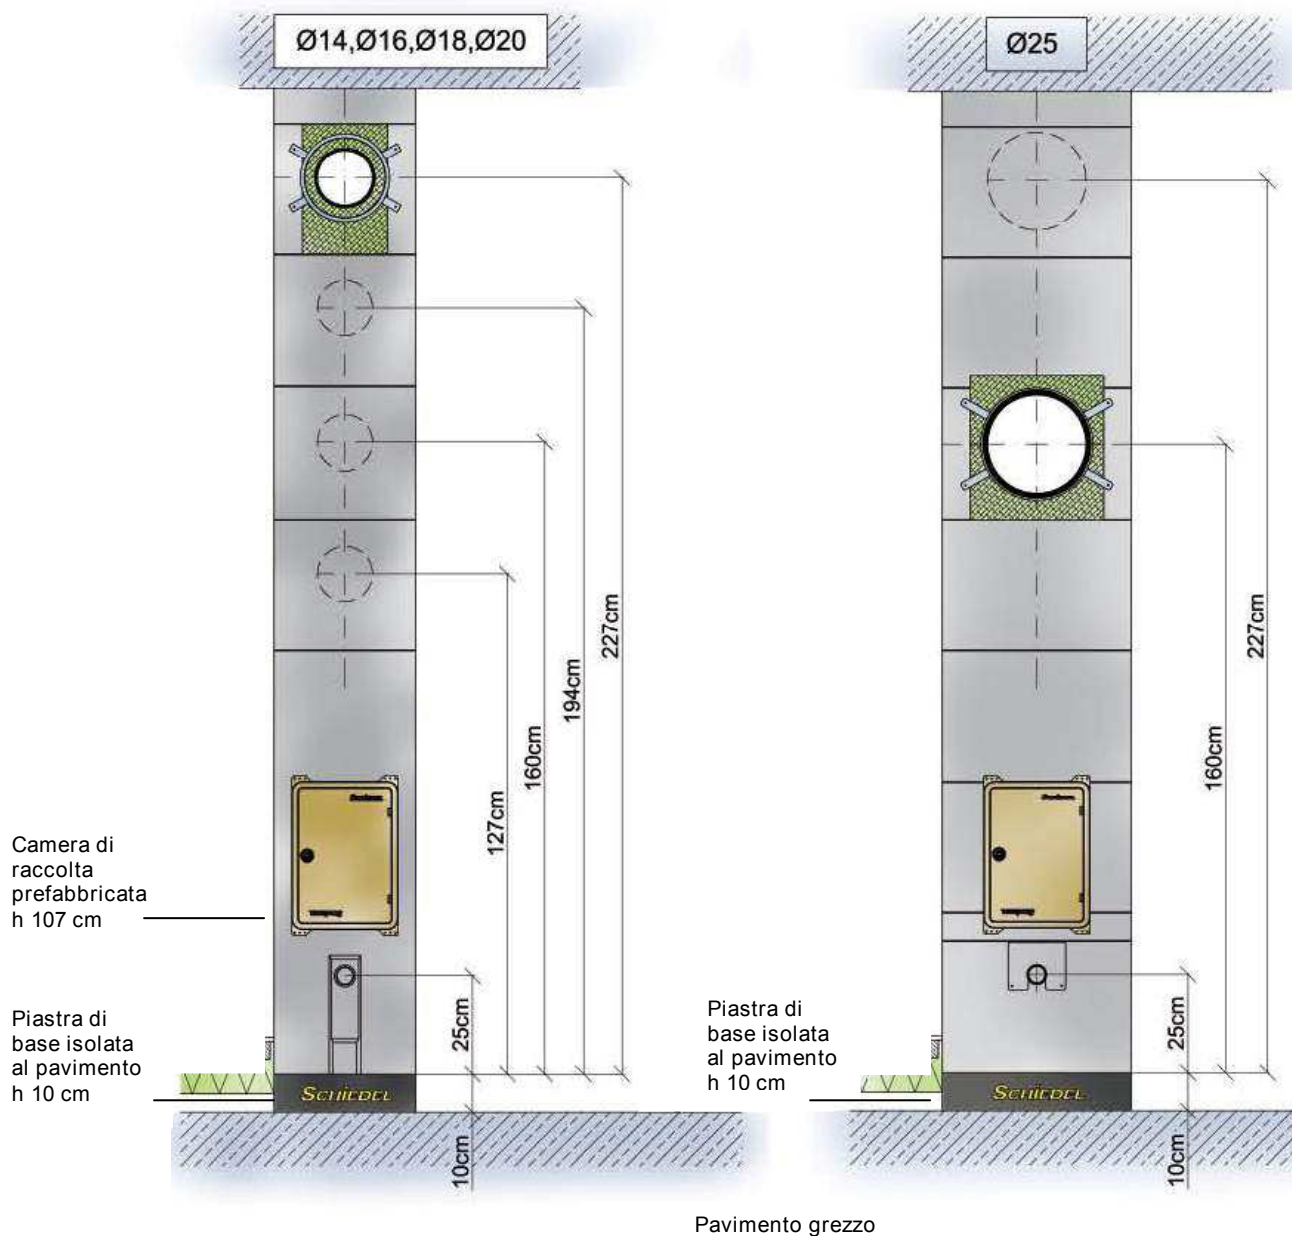 Ø14,Ø16,Ø18,Ø20
Ø25
227cm
194cm
160cm
127cm
25cm
10cm
227cm
160cm
25cm
10cm
Schiedel
Camera di
raccolta
prefabbricata
h 107 cm
Piastra di
base isolata
al pavimento
h 10 cm
SCHIEDEL
Schiedel
Piastra di
base isolata
al pavimento
h 10 cm
SCHIEDEL
Pavimento grezzo